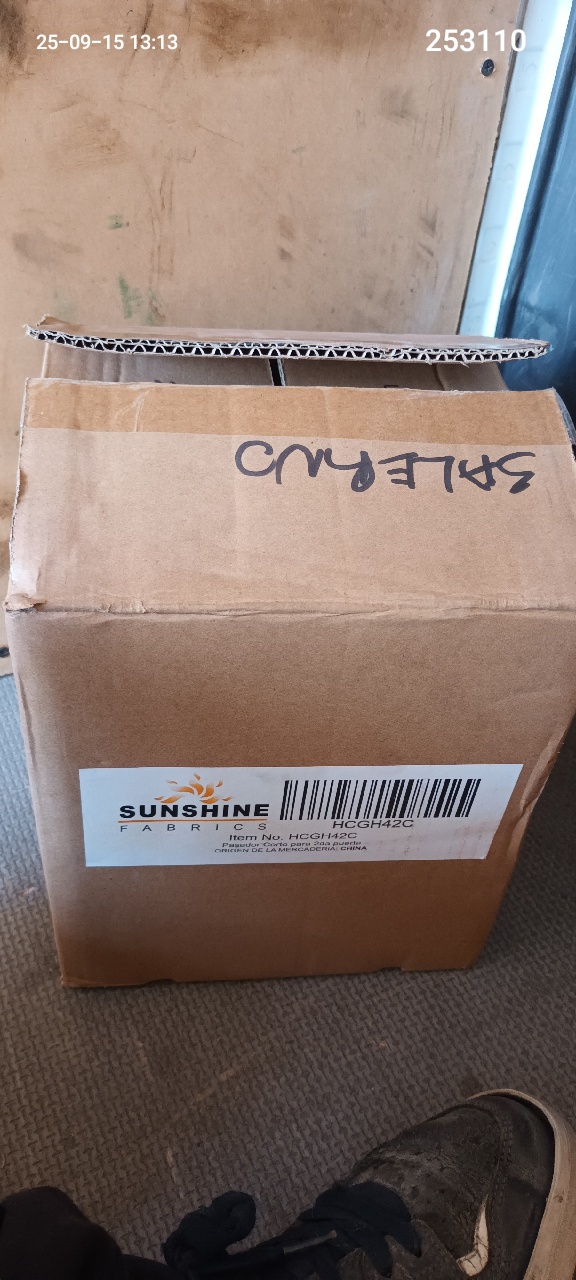 25-09-15 13:13
253110
SALERNO
SUNSHINE
FABRICS
HCGH42C
Item No. HCGH42C
Pasador Corto para 2da puerta
ORIGEN DE LA MERCADERIA: CHINA